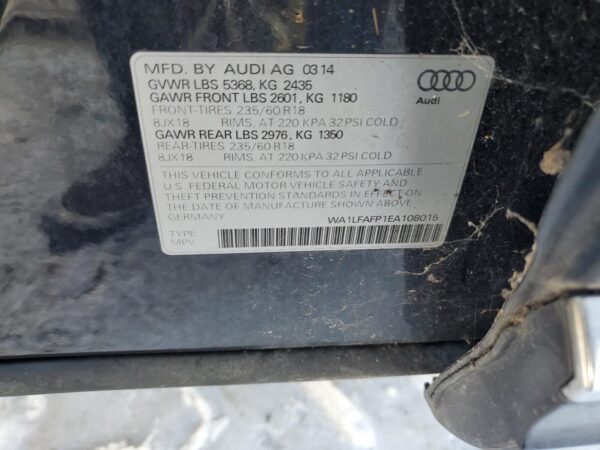 MFD. BY AUDI AG 03 14
GVWR LBS 5368, KG 2435
GAWR FRONT LBS 2601, KG 1180
FRONT-TIRES 235/60 R18
8JX18 RIMS, AT 220 KPA 32 PSI COLD
GAWR REAR LBS 2976, KG 1350
REAR-TIRES 235/60 R18
8JX18 RIMS, AT 220 KPA 32 PSI COLD
THIS VEHICLE CONFORMS TO ALL APPLICABLE
U.S. FEDERAL MOTOR VEHICLE SAFETY AND
THEFT PREVENTION STANDARDS IN EFFECT ON
THE DATE OF MANUFACTURE SHOWN ABOVE.
GERMANY WA1LFAFP1EA108015
TYPE:
MPV
Audi